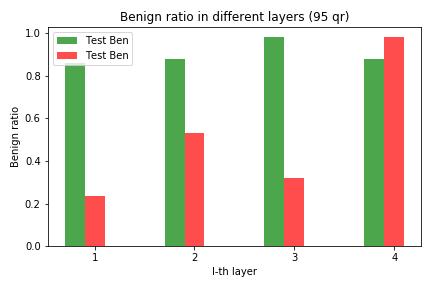 Benign ratio in different layers (95 qr)
Test Ben
Test Ben
Benign ratio
1.0
0.8
0.6
0.4
0.2
0.0
1 2 3 4
l-th layer